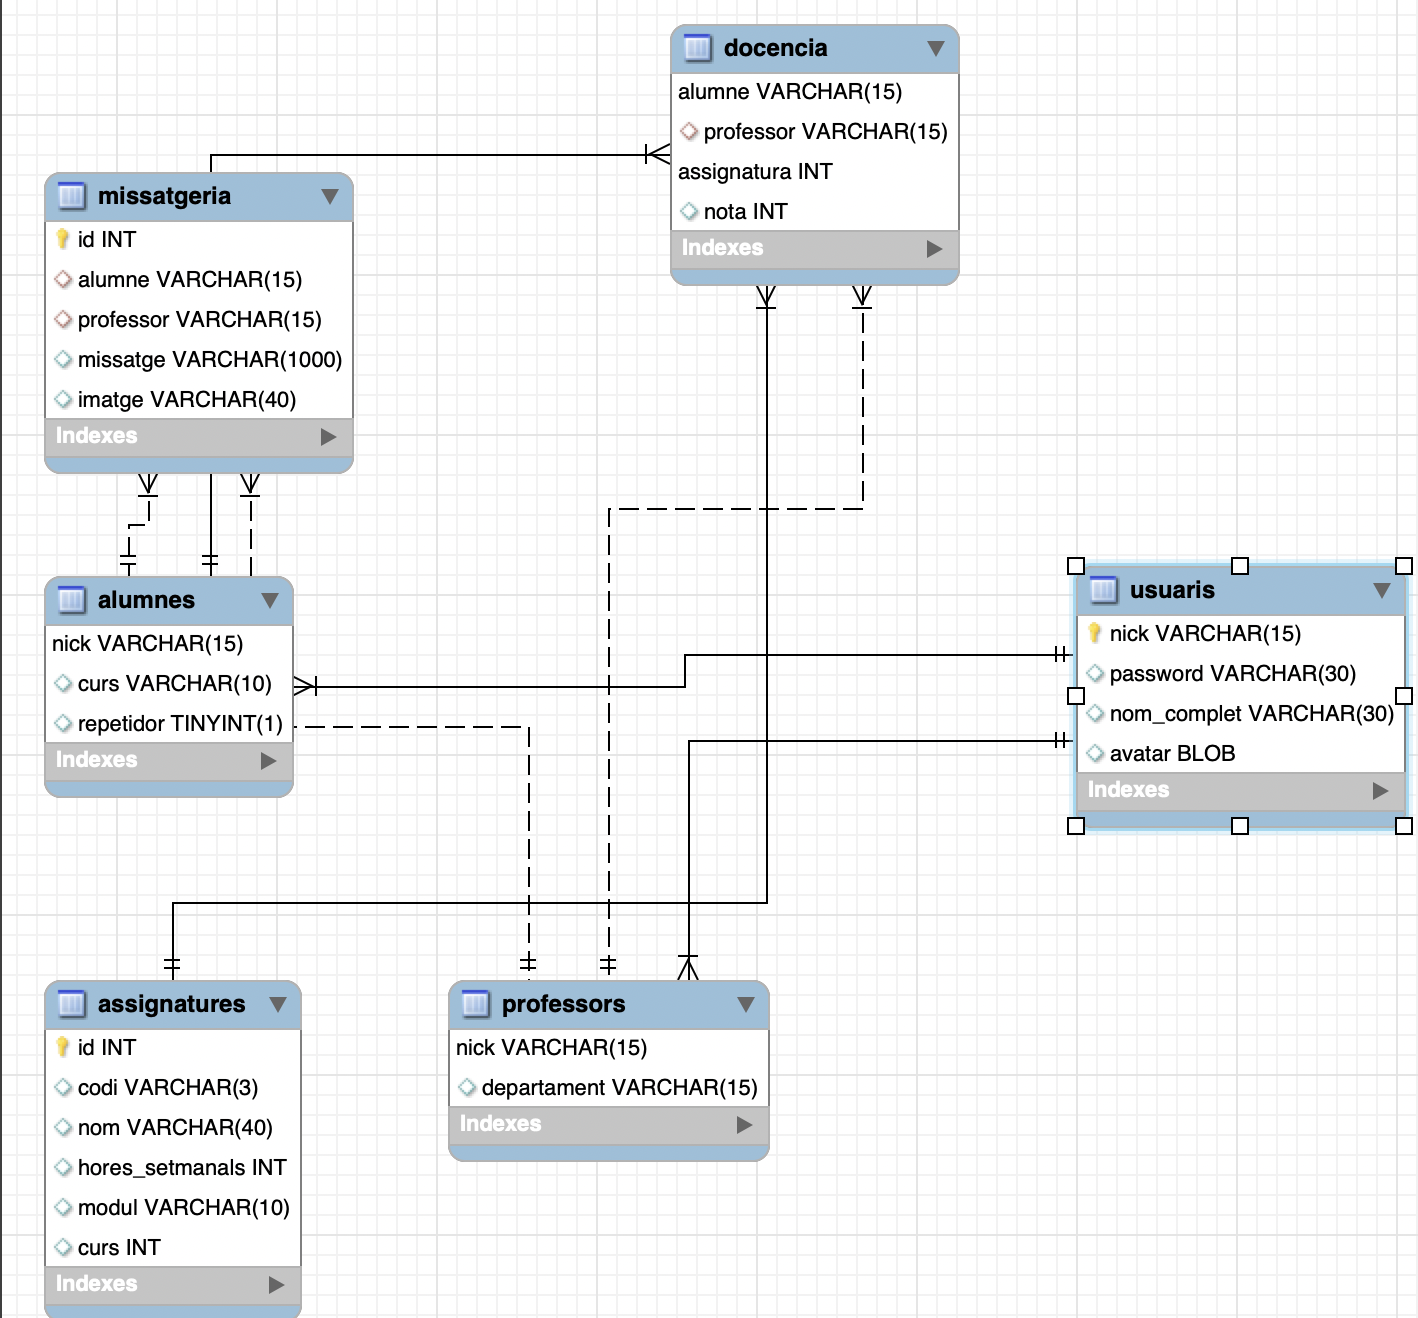 docencia
alumne VARCHAR(15)
professor VARCHAR(15)
assignatura INT
nota INT
Indexes
missatgeria
id INT
alumne VARCHAR(15)
professor VARCHAR(15)
missatge VARCHAR(1000)
imatge VARCHAR(40)
Indexes
alumnes
nick VARCHAR(15)
curs VARCHAR(10)
repetidor TINYINT(1)
Indexes
usuaris
nick VARCHAR(15)
password VARCHAR(30)
nom_complet VARCHAR(30)
avatar BLOB
Indexes
assignatures
id INT
codi VARCHAR(3)
nom VARCHAR(40)
hores_setmanals INT
modul VARCHAR(10)
curs INT
Indexes
professors
nick VARCHAR(15)
departament VARCHAR(15)
Indexes